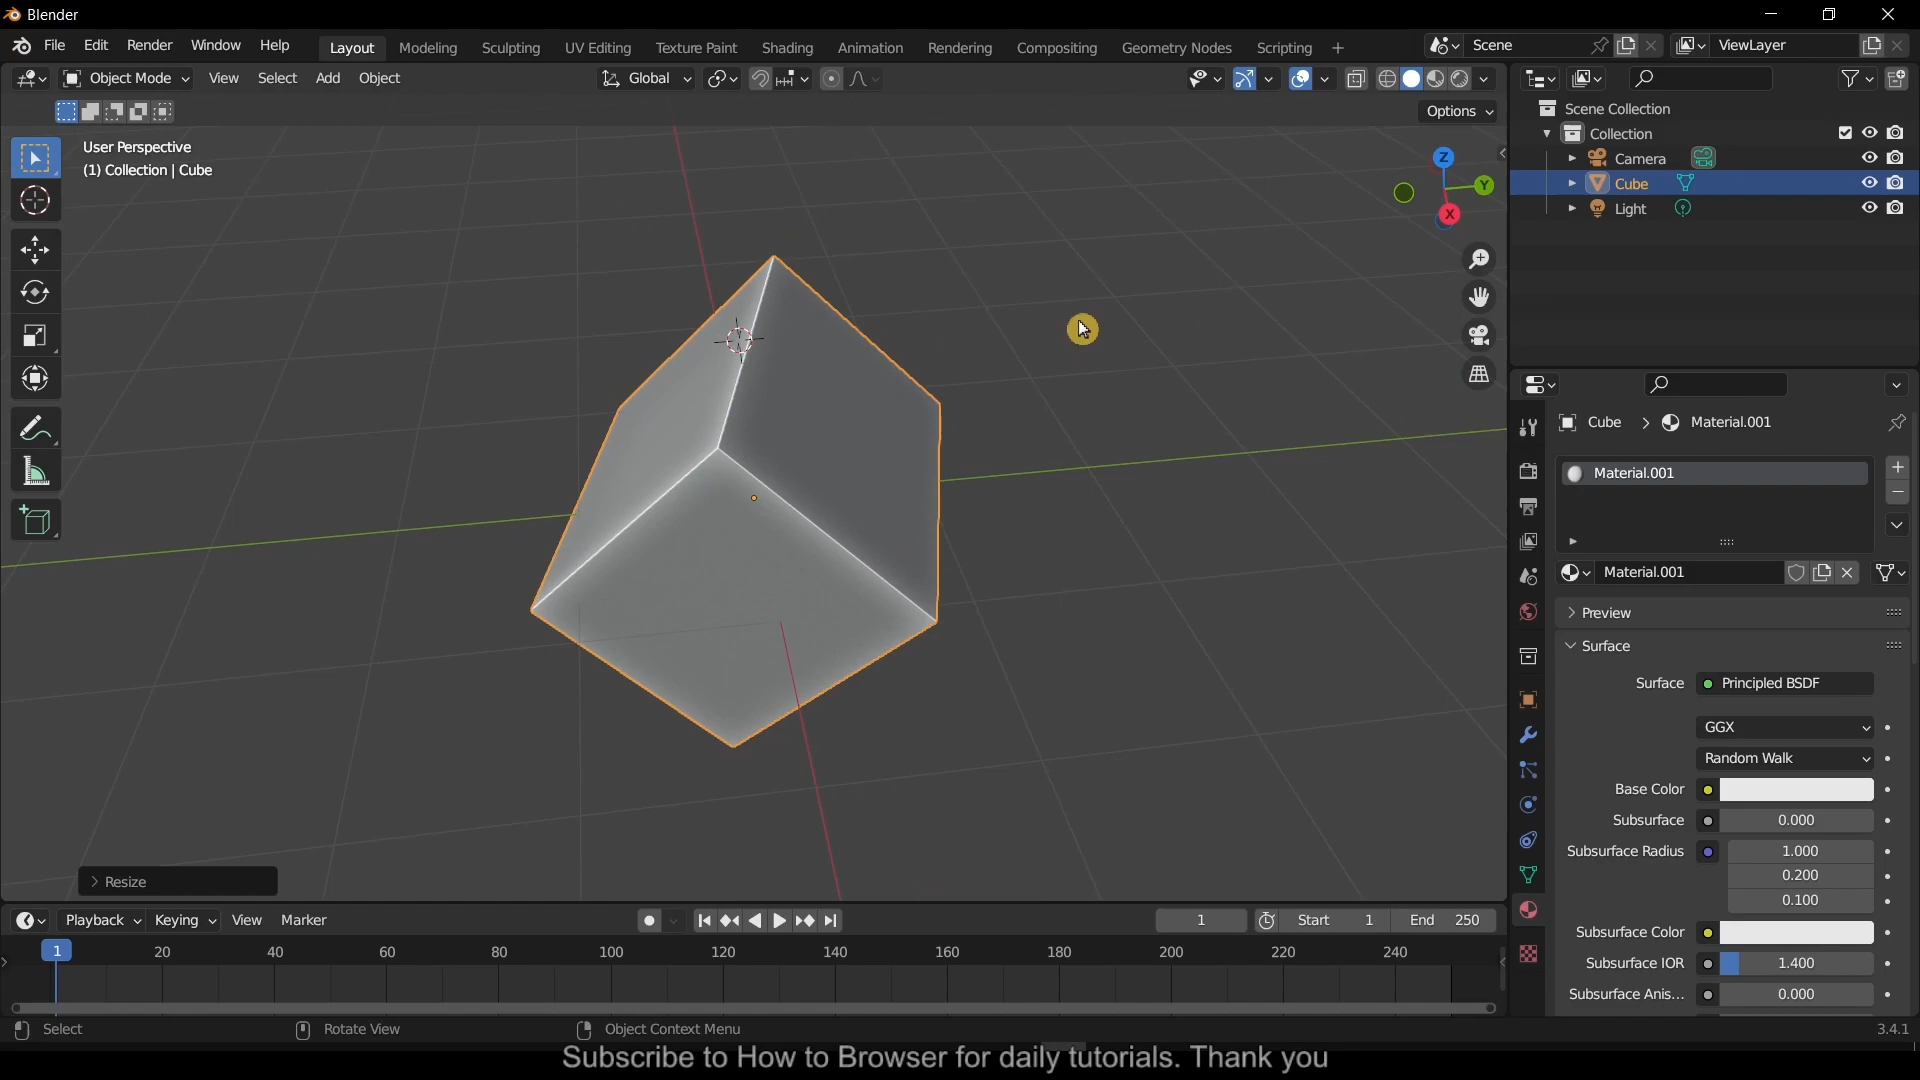 Blender
File Edit Render Window Help Layout Modeling Sculpting UV Editing Texture Paint Shading Animation Rendering Compositing Geometry Nodes Scripting + Scene ViewLayer
Object Mode View Select Add Object Global
Options
User Perspective
(1) Collection | Cube
Z
Y
X
Scene Collection
Collection
Camera
Cube
Light
Cube > Material.001
Material.001
Material.001
Preview
Surface
Surface Principled BSDF
GGX
Random Walk
Base Color
Subsurface 0.000
Subsurface Radius 1.000
0.200
0.100
Subsurface Color
Subsurface IOR 1.400
Subsurface Anis... 0.000
> Resize
Playback Keying View Marker 1 Start 1 End 250
1 20 40 60 80 100 120 140 160 180 200 220 240
Select Rotate View Object Context Menu 3.4.1
Subscribe to How to Browser for daily tutorials. Thank you